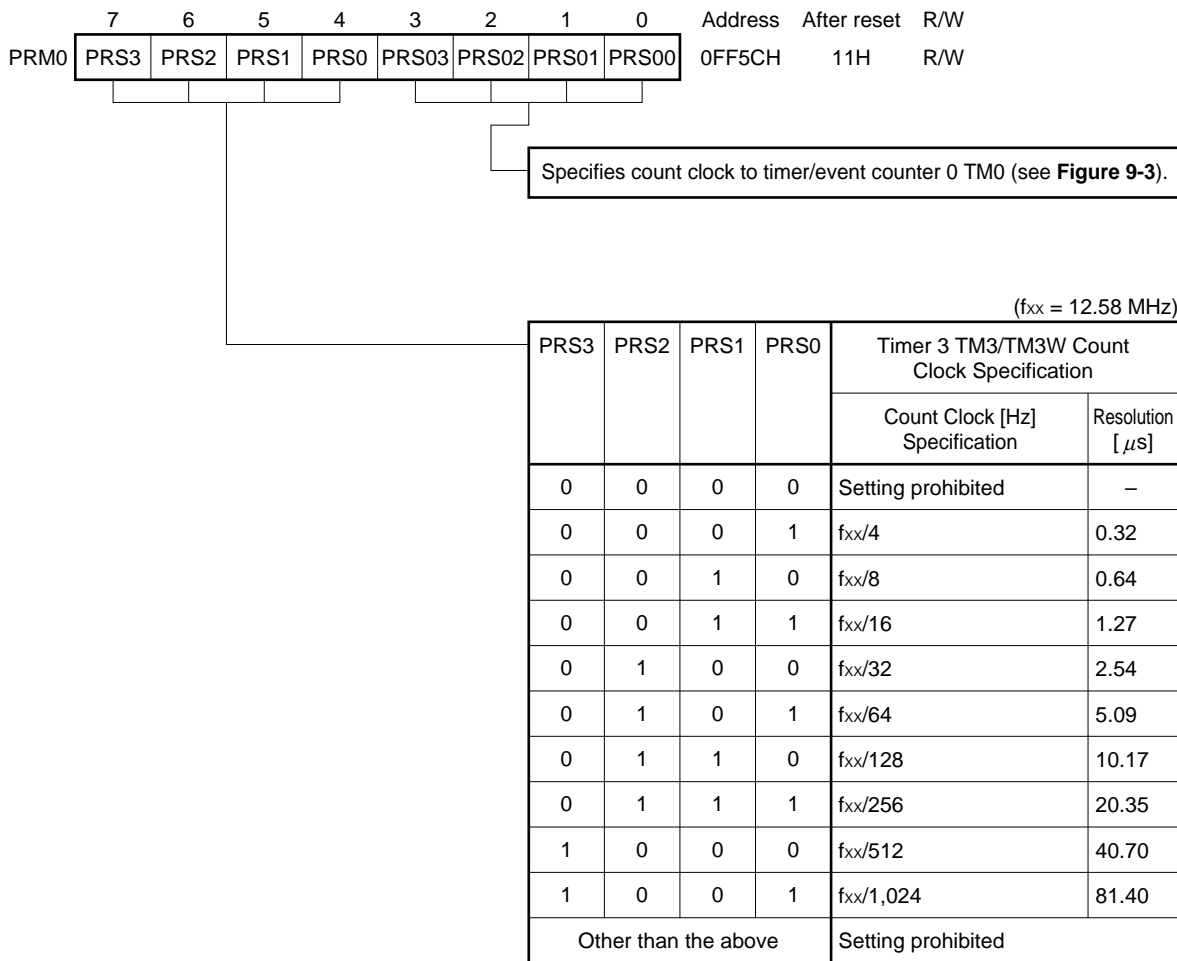 7 6 5 4 3 2 1 0 Address After reset R/W
PRM0 PRS3 PRS2 PRS1 PRS0 PRS03 PRS02 PRS01 PRS00 0FF5CH 11H R/W
Specifies count clock to timer/event counter 0 TM0 (see Figure 9-3).
(fxx = 12.58 MHz)
PRS3 PRS2 PRS1 PRS0 Timer 3 TM3/TM3W Count
Clock Specification
Count Clock [Hz] Resolution
Specification [ μs]
0 0 0 0 Setting prohibited –
0 0 0 1 fxx/4 0.32
0 0 1 0 fxx/8 0.64
0 0 1 1 fxx/16 1.27
0 1 0 0 fxx/32 2.54
0 1 0 1 fxx/64 5.09
0 1 1 0 fxx/128 10.17
0 1 1 1 fxx/256 20.35
1 0 0 0 fxx/512 40.70
1 0 0 1 fxx/1,024 81.40
Other than the above Setting prohibited